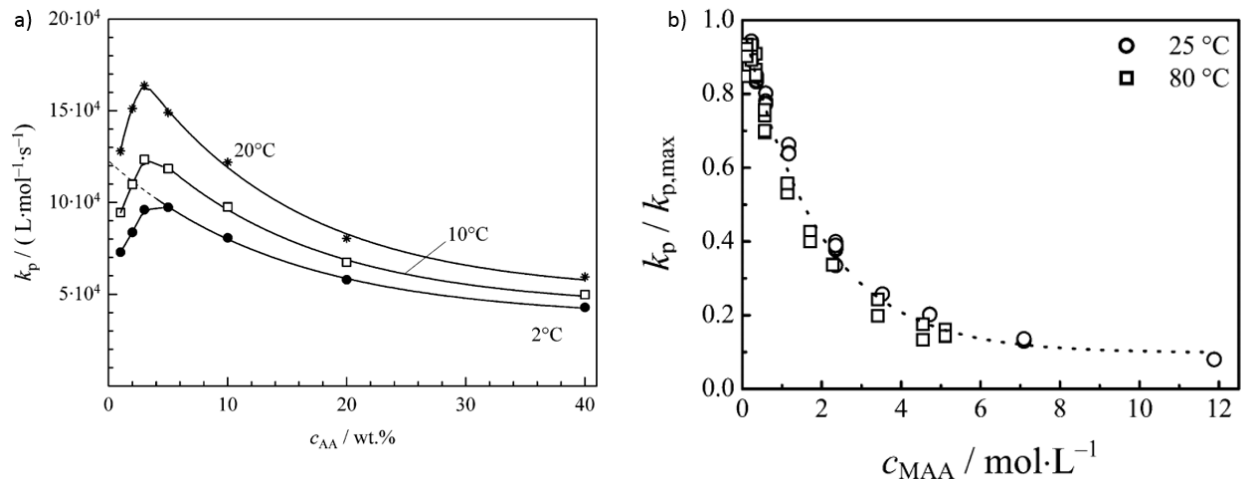 a)
20·10⁴
15·10⁴
10·10⁴
5·10⁴
0
k_p / ( L·mol⁻¹·s⁻¹)
20°C
10°C
2°C
0 10 20 30 40
c_AA / wt.%
b)
1.0
0.8
0.6
0.4
0.2
0.0
k_p / k_p,max
25 °C
80 °C
0 2 4 6 8 10 12
c_MAA / mol·L⁻¹